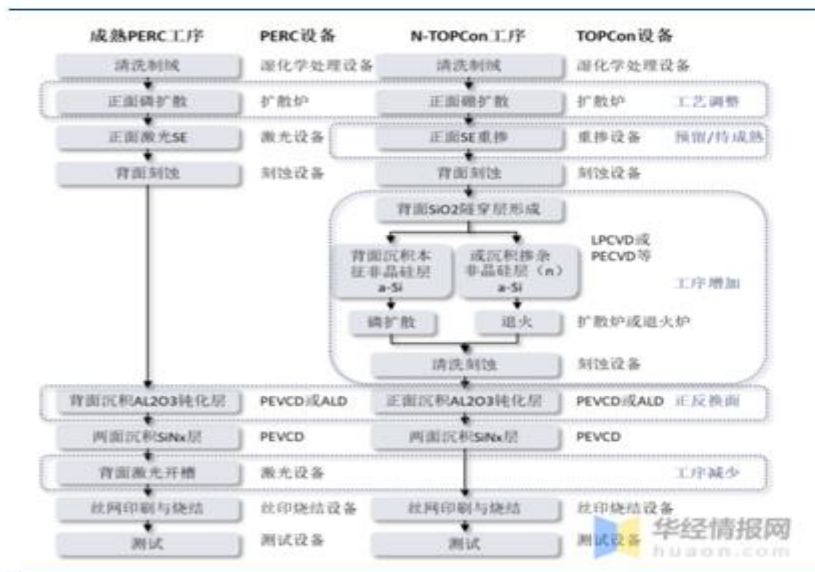 成熟PERC工序 PERC设备 N-TOPCon工序 TOPCon设备
清洗制绒 湿化学处理设备 清洗制绒 湿化学处理设备
正面磷扩散 扩散炉 正面硼扩散 扩散炉 工艺调整
正面激光SE 激光设备 正面SE重掺 重掺设备 预留/待成熟
背面刻蚀 刻蚀设备 背面刻蚀 刻蚀设备
背面SiO2隧穿层形成
背面沉积本 或沉积掺杂 LPCVD或
征非晶硅层 非晶硅层（n） PECVD等
a-Si a-Si 工序增加
磷扩散 退火 扩散炉或退火炉
清洗刻蚀 刻蚀设备
背面沉积AL2O3钝化层 PEVCD或ALD 正面沉积AL2O3钝化层 PEVCD或ALD 正反换面
两面沉积SiNx层 PEVCD 两面沉积SiNx层 PEVCD
背面激光开槽 激光设备 工序减少
丝网印刷与烧结 丝印烧结设备 丝网印刷与烧结 丝印烧结设备
测试 测试设备 测试 测试设备
华经情报网
huaon.com